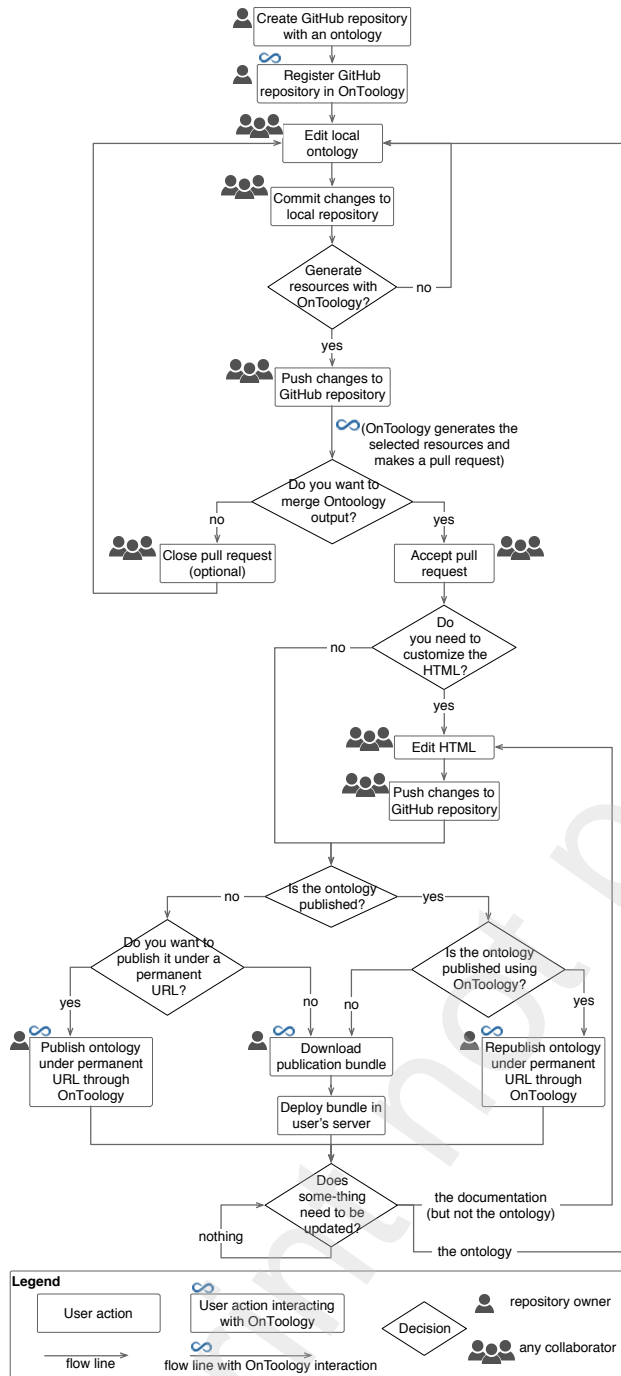 Create GitHub repository
with an ontology
Register GitHub
repository in OnToology
Edit local
ontology
Commit changes to
local repository
Generate
resources with
OnToology?
no
yes
Push changes to
GitHub repository
(OnToology generates the
selected resources and
makes a pull request)
Do you want to
merge Ontoology
output?
no
yes
Close pull request
(optional)
Accept pull
request
Do
you need to
customize the
HTML?
no
yes
Edit HTML
Push changes to
GitHub repository
Is the ontology
published?
no
yes
Do you want to
publish it under a
permanent
URL?
Is the ontology
published using
OnToology?
yes
no
no
yes
Publish ontology
under permanent
URL through
OnToology
Download
publication bundle
Republish ontology
under permanent
URL through
OnToology
Deploy bundle in
user's server
Does
some-thing
need to be
updated?
nothing
the documentation
(but not the ontology)
the ontology
Legend
User action
User action interacting
with OnToology
Decision
repository owner
any collaborator
flow line
flow line with OnToology interaction